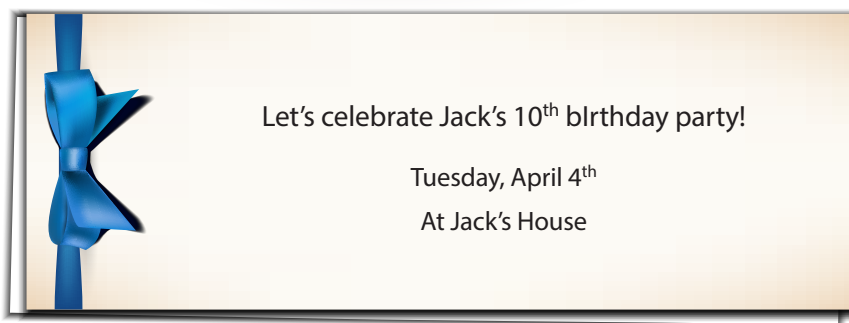 Let’s celebrate Jack’s 10th bIrthday party!
Tuesday, April 4th
At Jack’s House